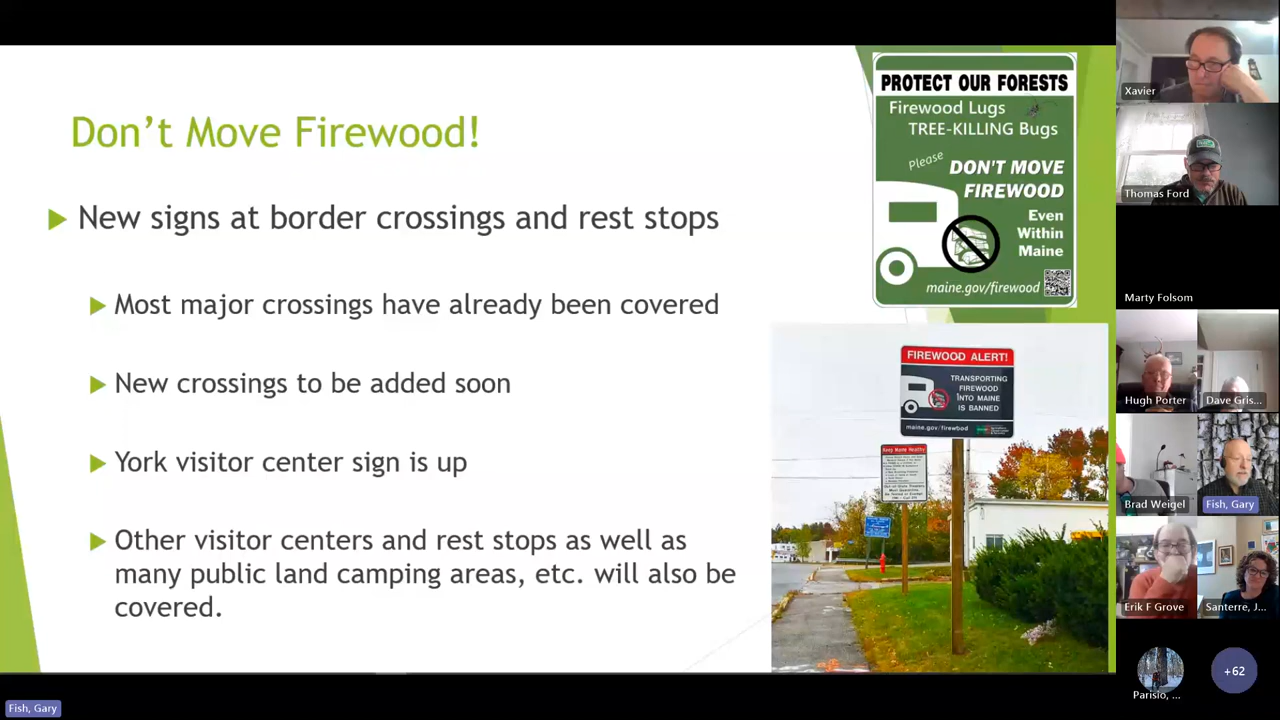 Don't Move Firewood!
New signs at border crossings and rest stops
Most major crossings have already been covered
New crossings to be added soon
York visitor center sign is up
Other visitor centers and rest stops as well as
many public land camping areas, etc. will also be
covered.
PROTECT OUR FORESTS
Firewood Lugs
TREE-KILLING Bugs
Please
DON'T MOVE
FIREWOOD
Even
Within
Maine
maine.gov/firewood
FIREWOOD ALERT!
TRANSPORTING
FIREWOOD
INTO MAINE
IS BANNED
maine.gov/firewood
Keep Maine Healthy
Xavier
Thomas Ford
Marty Folsom
Hugh Porter
Dave Gris...
Brad Weigel
Fish, Gary
Erik F Grove
Santerre, J...
Parisio, ...
+62
Fish, Gary